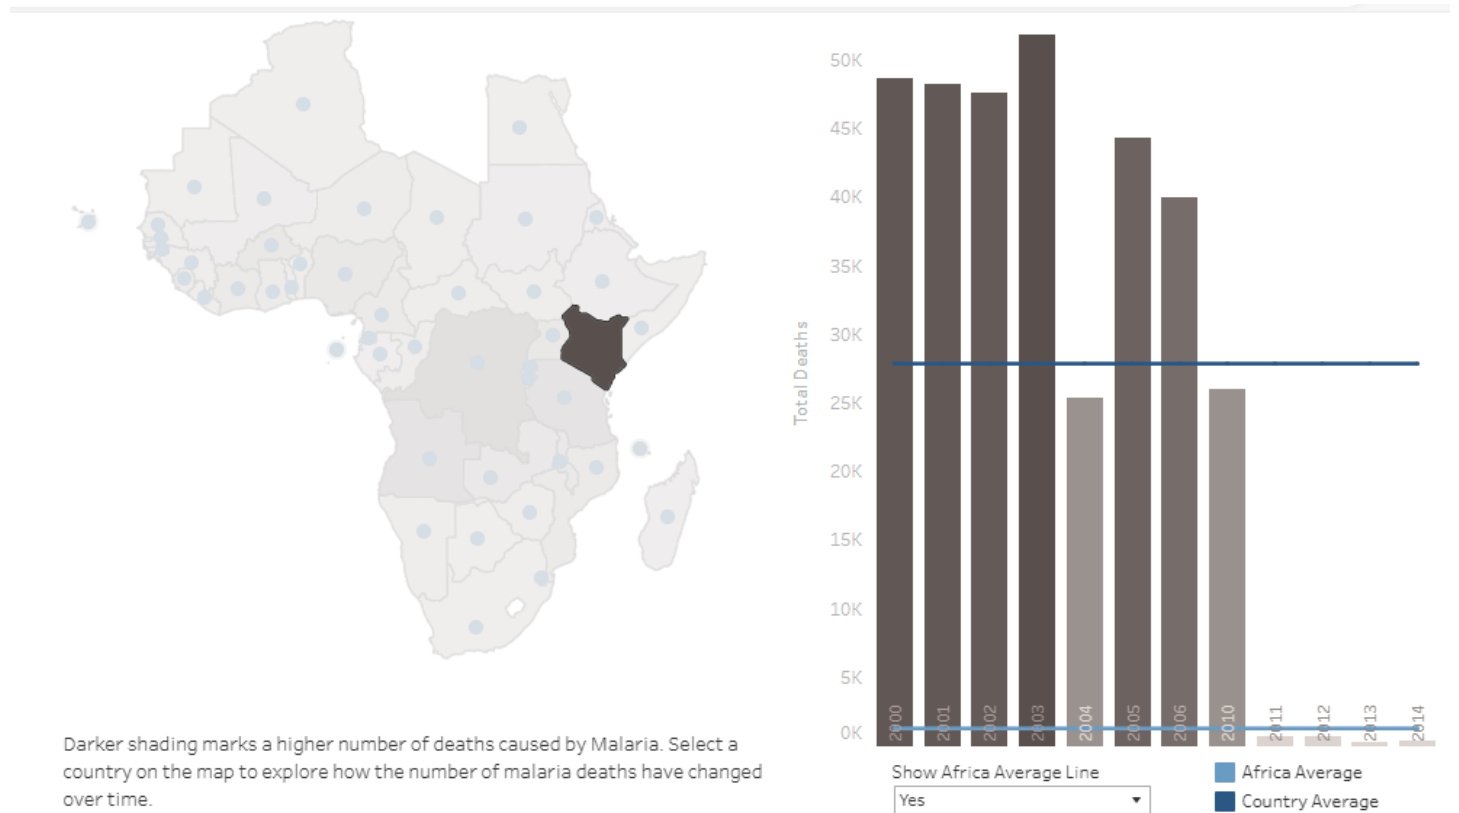 50K
45K
40K
35K
30K
25K
20K
15K
10K
5K
0K
Total Deaths
2000
2001
2002
2003
2004
2005
2006
2010
2011
2012
2013
2014
Darker shading marks a higher number of deaths caused by Malaria. Select a
country on the map to explore how the number of malaria deaths have changed
over time.
Show Africa Average Line
Yes
Africa Average
Country Average